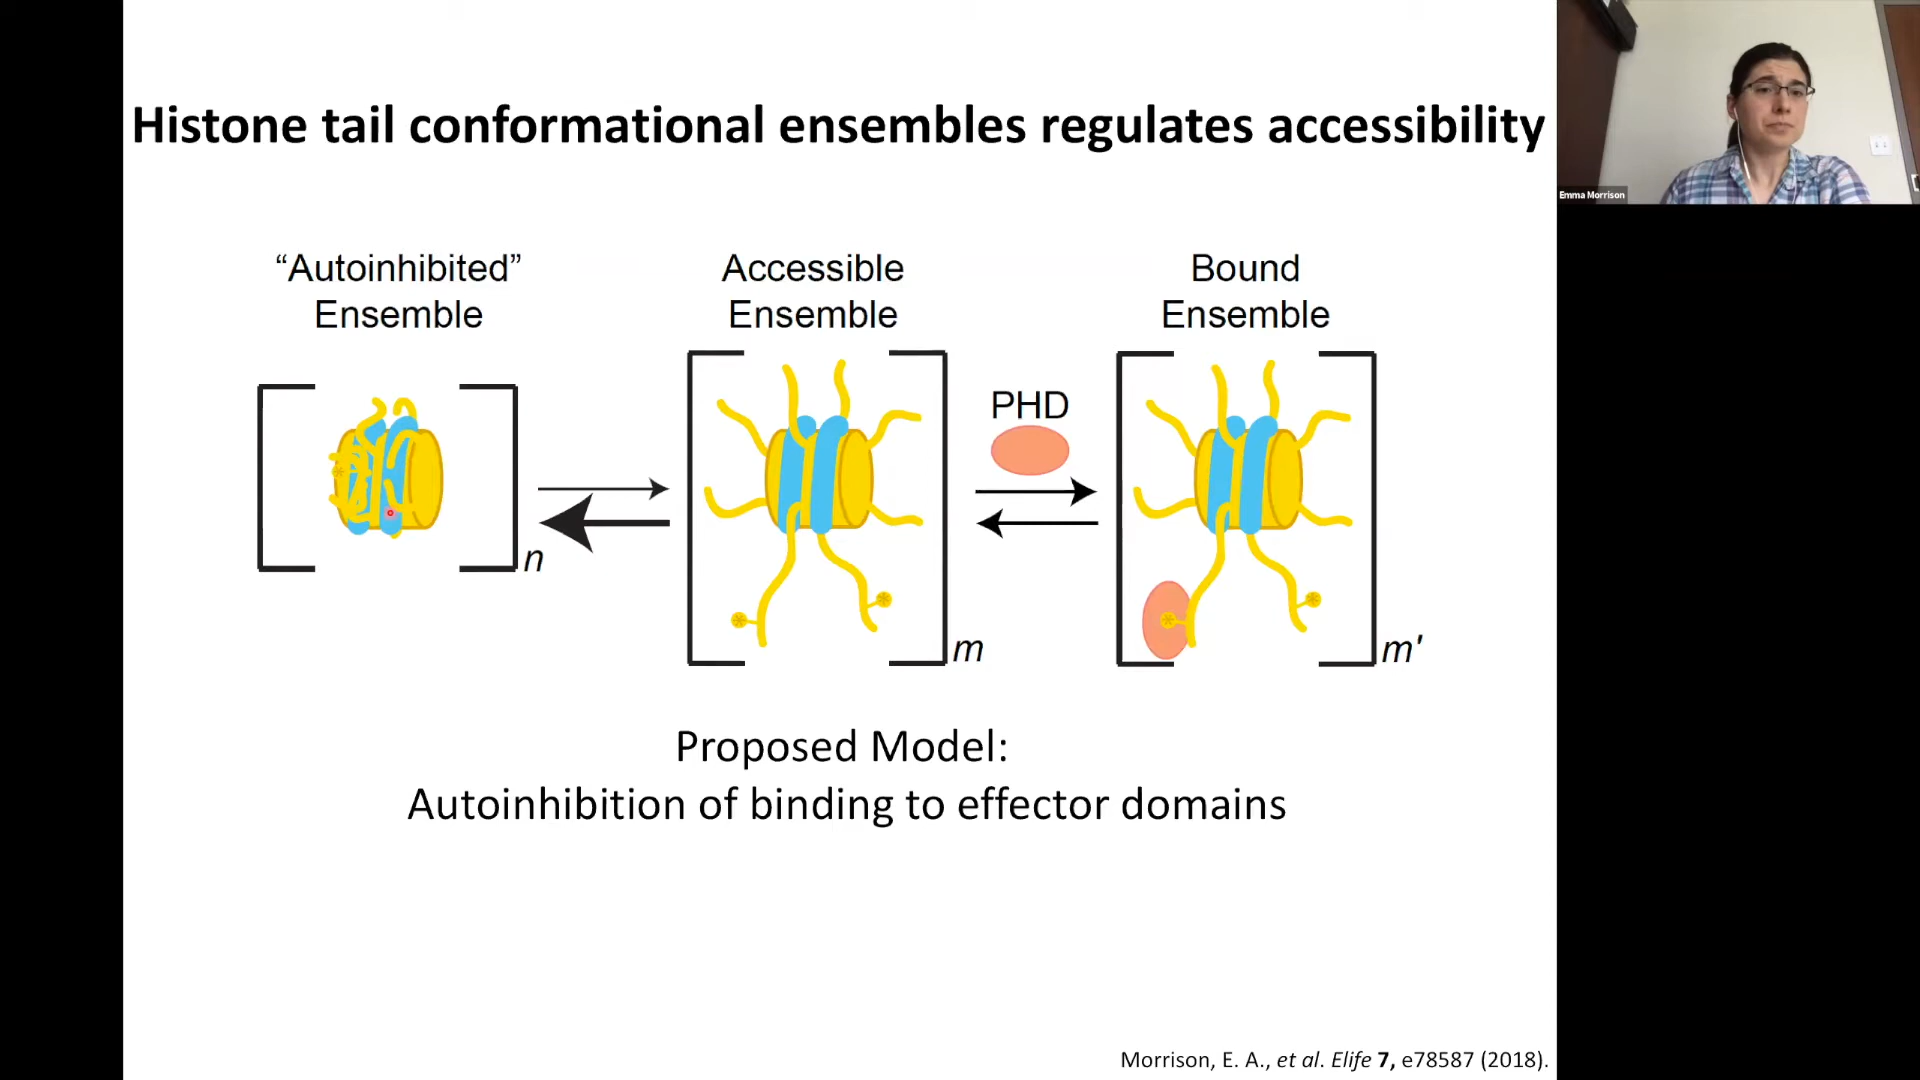 Histone tail conformational ensembles regulates accessibility
Emma Morrison
“Autoinhibited”
Ensemble
Accessible
Ensemble
Bound
Ensemble
PHD
n
m
m'
Proposed Model:
Autoinhibition of binding to effector domains
Morrison, E. A., et al. Elife 7, e78587 (2018).